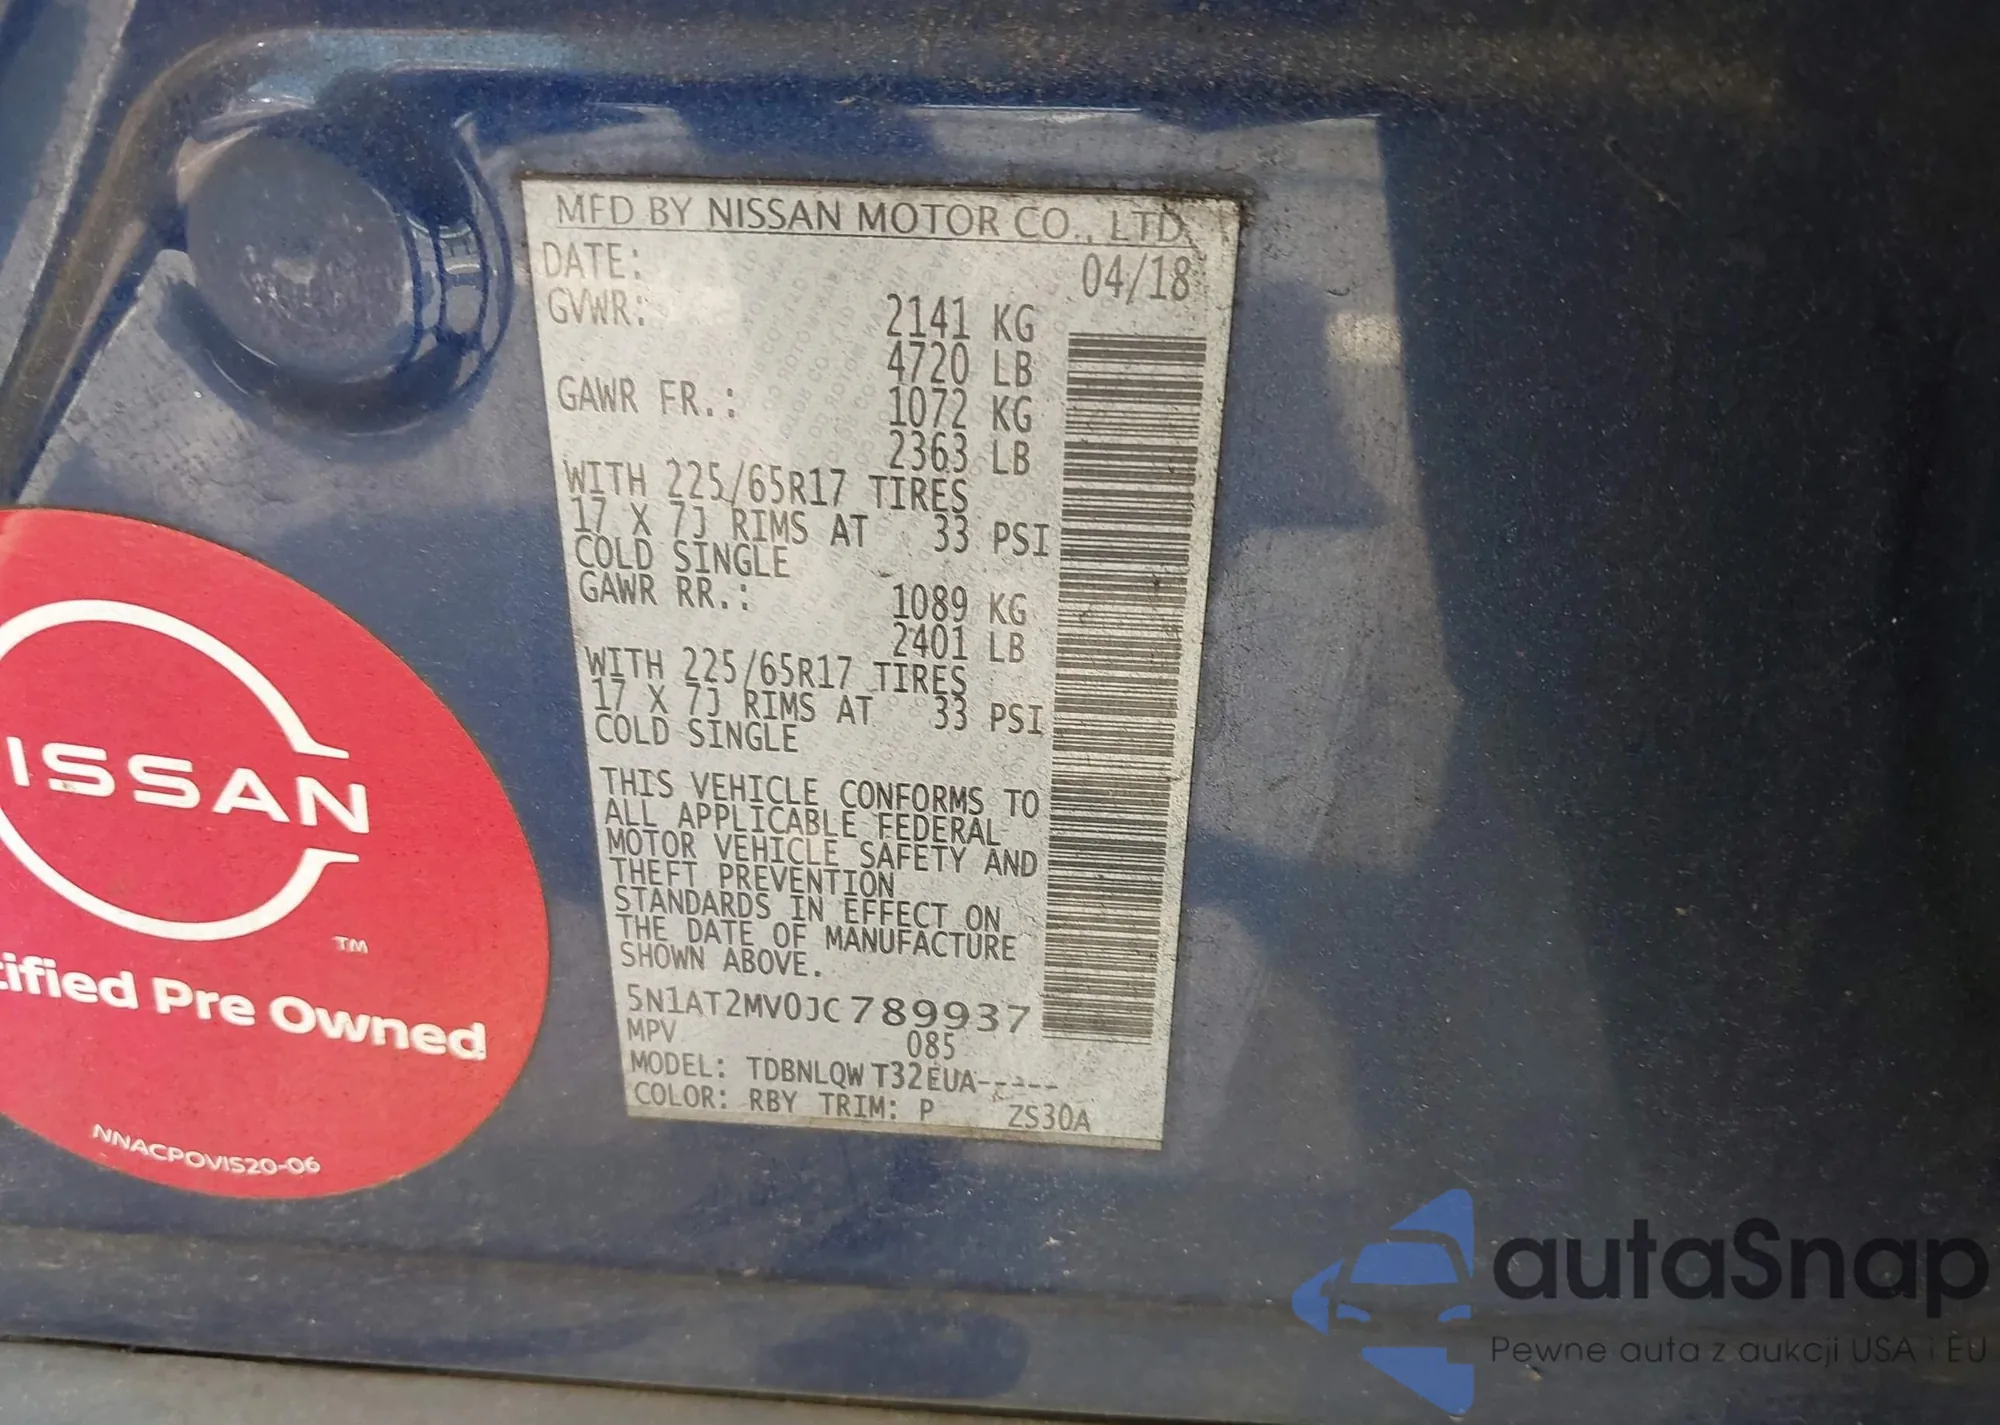 MFD BY NISSAN MOTOR CO., LTD.
DATE: 04/18
GVWR: 2141 KG
4720 LB
GAWR FR.: 1072 KG
2363 LB
WITH 225/65R17 TIRES
17 X 7J RIMS AT 33 PSI
COLD SINGLE
GAWR RR.: 1089 KG
2401 LB
WITH 225/65R17 TIRES
17 X 7J RIMS AT 33 PSI
COLD SINGLE
THIS VEHICLE CONFORMS TO
ALL APPLICABLE FEDERAL
MOTOR VEHICLE SAFETY AND
THEFT PREVENTION
STANDARDS IN EFFECT ON
THE DATE OF MANUFACTURE
SHOWN ABOVE.
5N1AT2MV0JC789937
MPV 085
MODEL: TDBNLQW T32EUA-----
COLOR: RBY TRIM: P ZS30A
NISSAN
TM
tified Pre Owned
NNACPOVIS20-06
autaSnap
Pewne auta z aukcji USA i EU